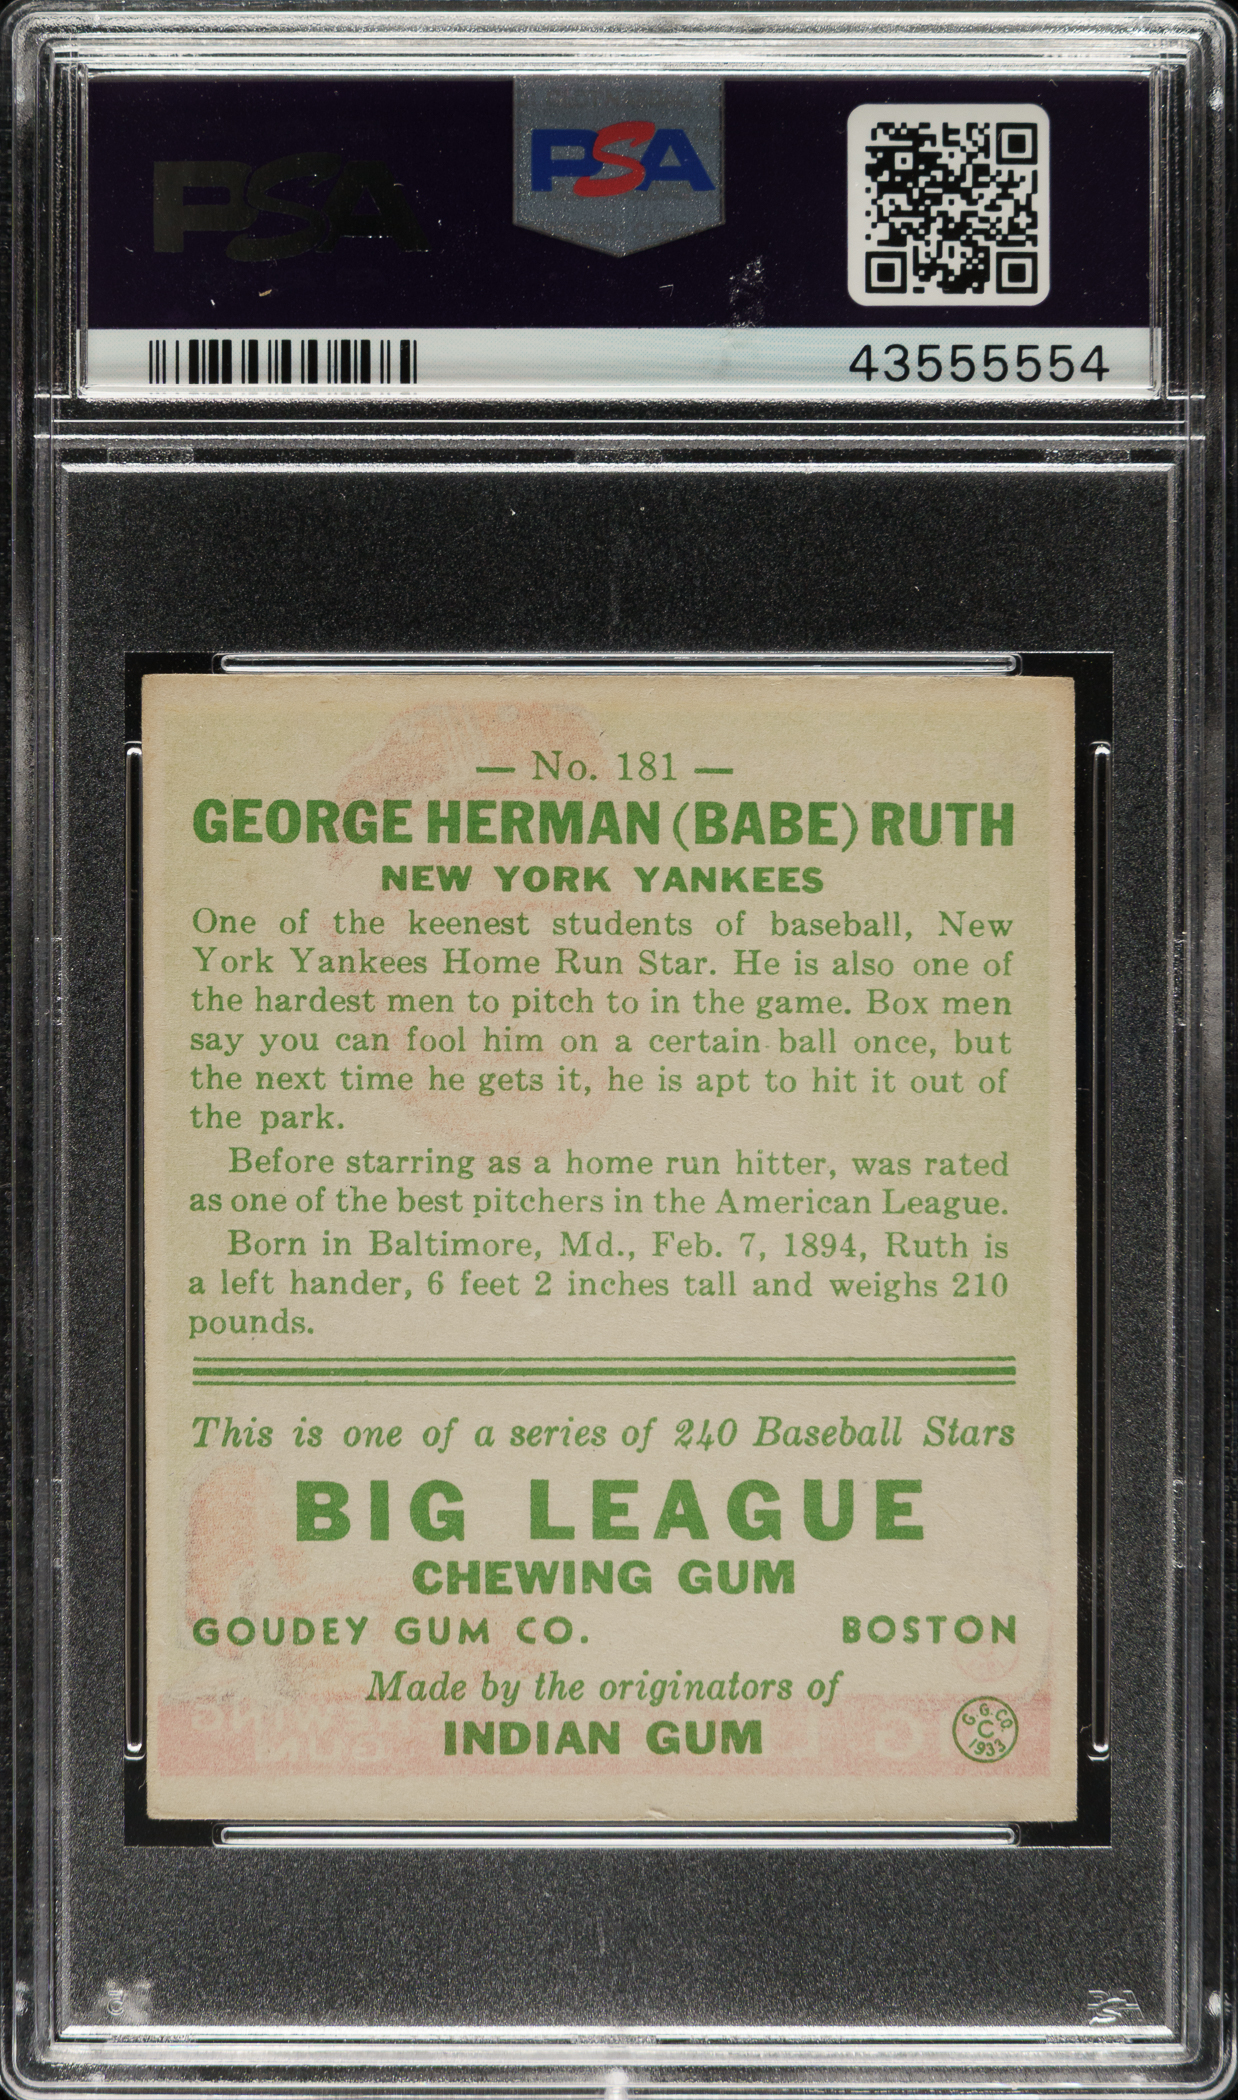 PSA
PSA
43555554
— No. 181 —
GEORGE HERMAN (BABE) RUTH
NEW YORK YANKEES
One of the keenest students of baseball, New
York Yankees Home Run Star. He is also one of
the hardest men to pitch to in the game. Box men
say you can fool him on a certain ball once, but
the next time he gets it, he is apt to hit it out of
the park.
Before starring as a home run hitter, was rated
as one of the best pitchers in the American League.
Born in Baltimore, Md., Feb. 7, 1894, Ruth is
a left hander, 6 feet 2 inches tall and weighs 210
pounds.
This is one of a series of 240 Baseball Stars
BIG LEAGUE
CHEWING GUM
GOUDEY GUM CO. BOSTON
Made by the originators of
INDIAN GUM
G. G. CO.
C
1933
PSA